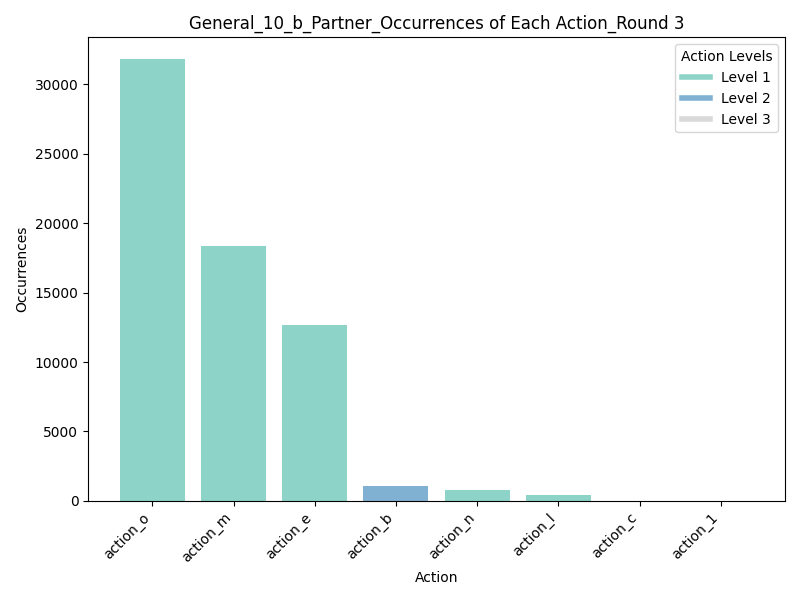 General_10_b_Partner_Occurrences of Each Action_Round 3
Action Levels
Level 1
Level 2
Level 3
Occurrences
30000
25000
20000
15000
10000
5000
0
action_o
action_m
action_e
action_b
action_n
action_l
action_c
action_1
Action